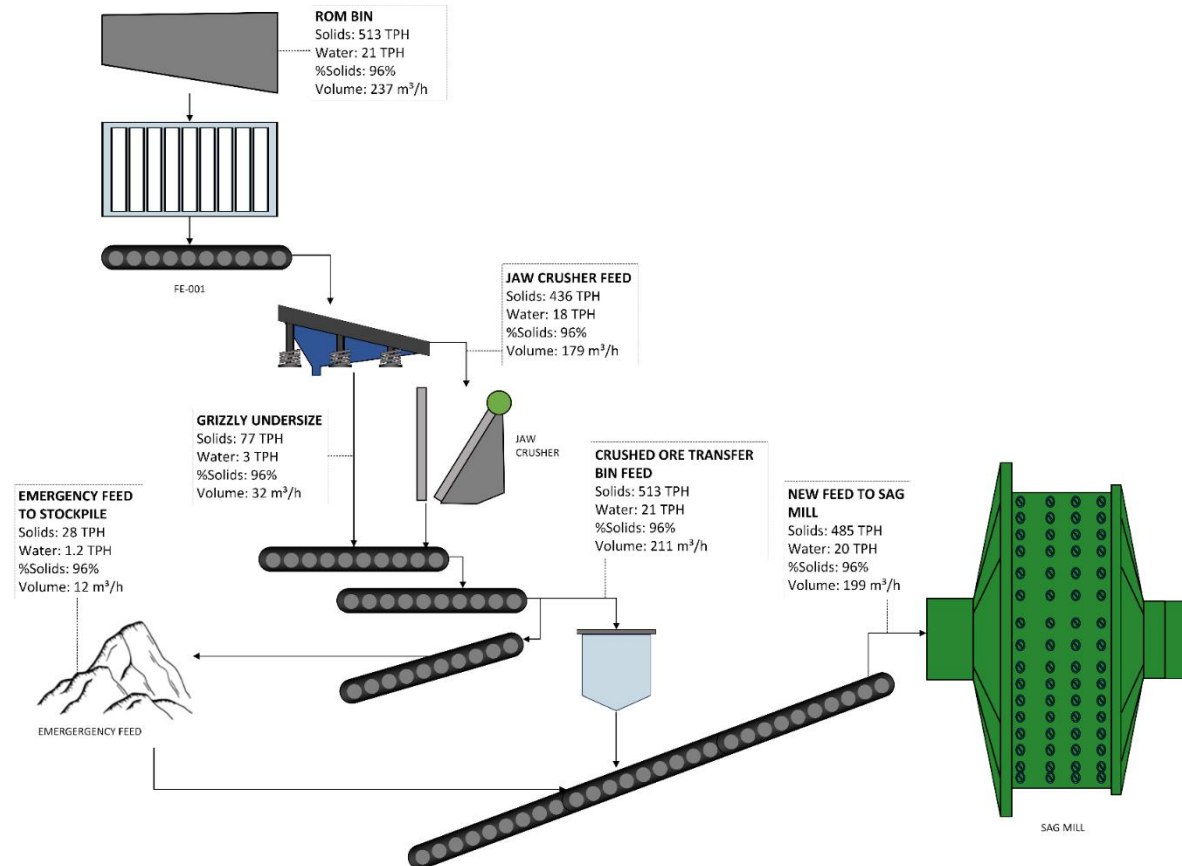 ROM BIN
Solids: 513 TPH
Water: 21 TPH
%Solids: 96%
Volume: 237 m³/h
FE-001
JAW CRUSHER FEED
Solids: 436 TPH
Water: 18 TPH
%Solids: 96%
Volume: 179 m³/h
GRIZZLY UNDERSIZE
Solids: 77 TPH
Water: 3 TPH
%Solids: 96%
Volume: 32 m³/h
JAW
CRUSHER
CRUSHED ORE TRANSFER
BIN FEED
Solids: 513 TPH
Water: 21 TPH
%Solids: 96%
Volume: 211 m³/h
EMERGENCY FEED
TO STOCKPILE
Solids: 28 TPH
Water: 1.2 TPH
%Solids: 96%
Volume: 12 m³/h
NEW FEED TO SAG
MILL
Solids: 485 TPH
Water: 20 TPH
%Solids: 96%
Volume: 199 m³/h
EMERGERGENCY FEED
SAG MILL